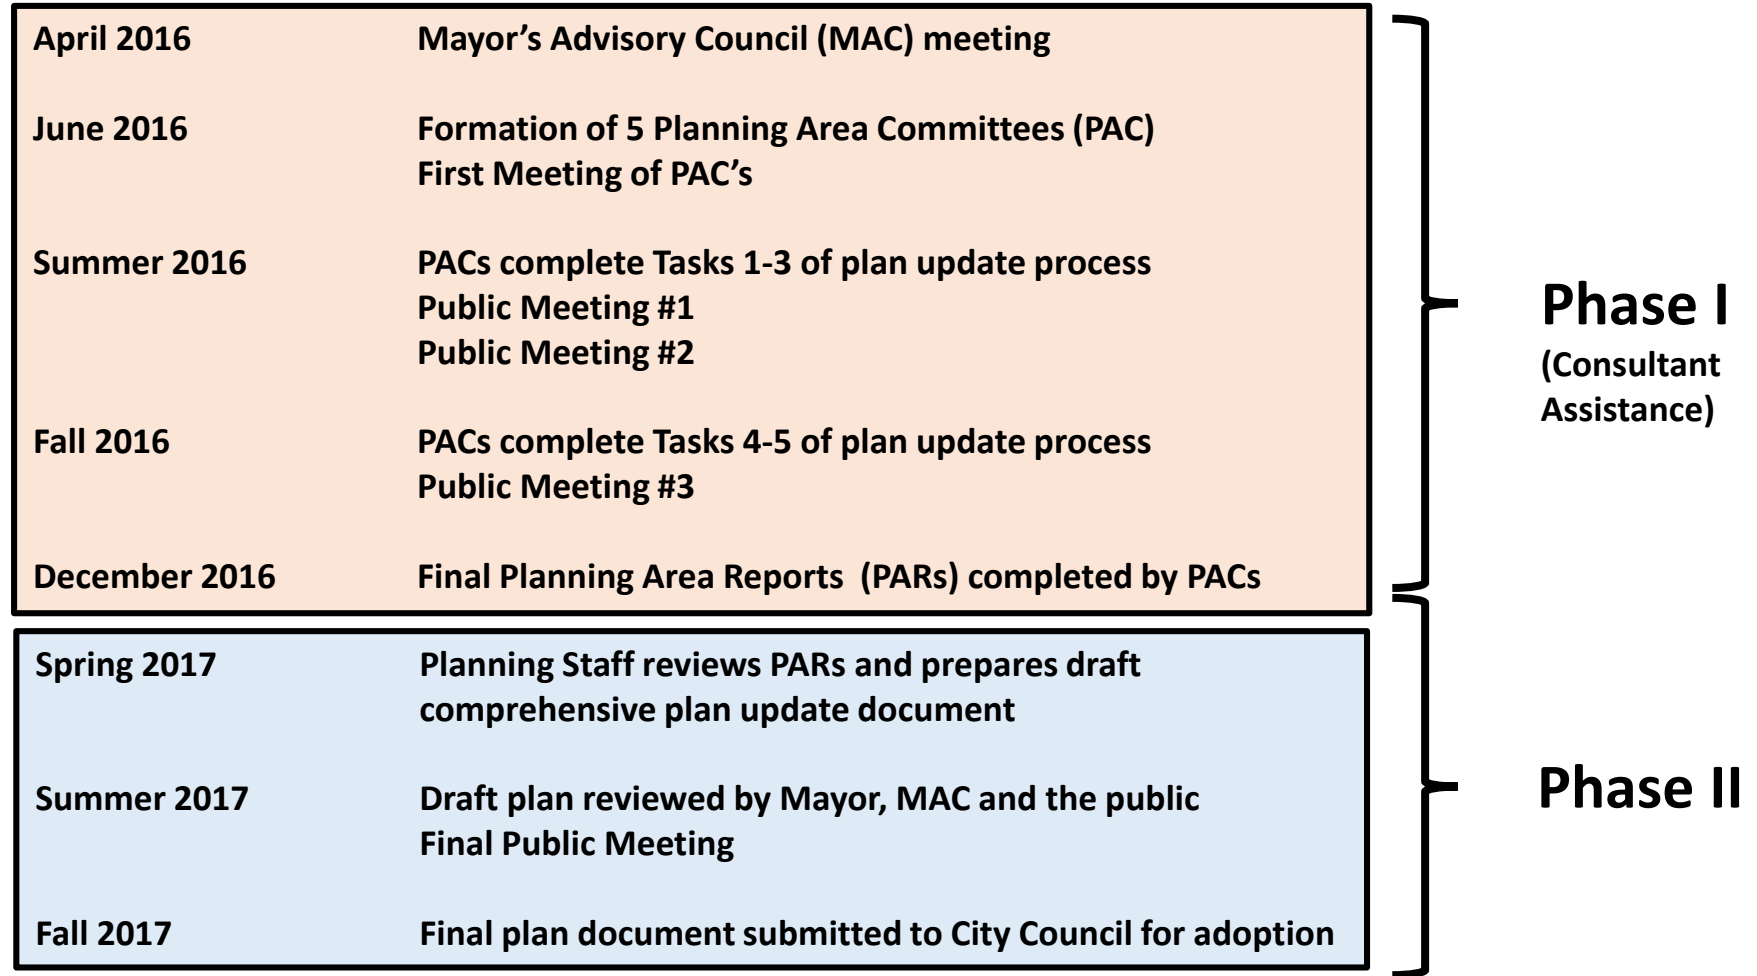 April 2016 Mayor’s Advisory Council (MAC) meeting
June 2016 Formation of 5 Planning Area Committees (PAC)
First Meeting of PAC’s
Summer 2016 PACs complete Tasks 1-3 of plan update process
Public Meeting #1
Public Meeting #2
Fall 2016 PACs complete Tasks 4-5 of plan update process
Public Meeting #3
December 2016 Final Planning Area Reports (PARs) completed by PACs
Phase I
(Consultant
Assistance)
Spring 2017 Planning Staff reviews PARs and prepares draft
comprehensive plan update document
Summer 2017 Draft plan reviewed by Mayor, MAC and the public
Final Public Meeting
Fall 2017 Final plan document submitted to City Council for adoption
Phase II